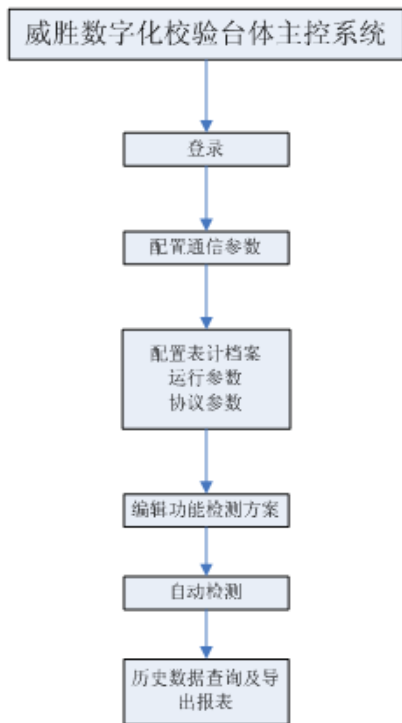 威胜数字化校验台体主控系统
登录
配置通信参数
配置表计档案
运行参数
协议参数
编辑功能检测方案
自动检测
历史数据查询及导
出报表